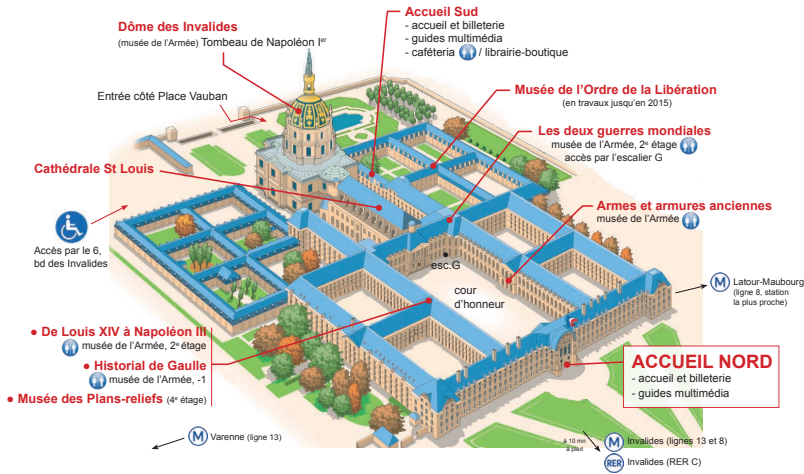 Dôme des Invalides
(musée de l'Armée) Tombeau de Napoléon Ier
Accueil Sud
- accueil et billeterie
- guides multimédia
- caféteria / librairie-boutique
Entrée côté Place Vauban
Musée de l'Ordre de la Libération
(en travaux jusqu'en 2015)
Les deux guerres mondiales
musée de l'Armée, 2e étage
accès par l'escalier G
Cathédrale St Louis
Armes et armures anciennes
musée de l'Armée
Accès par le 6,
bd des Invalides
esc.G
cour
d'honneur
M Latour-Maubourg
(ligne 8, station
la plus proche)
• De Louis XIV à Napoléon III
musée de l'Armée, 2e étage
• Historial de Gaulle
musée de l'Armée, -1
• Musée des Plans-reliefs (4e étage)
ACCUEIL NORD
- accueil et billeterie
- guides multimédia
M Varenne (ligne 13)
à 10 mn
à pied
M Invalides (lignes 13 et 8)
RER Invalides (RER C)